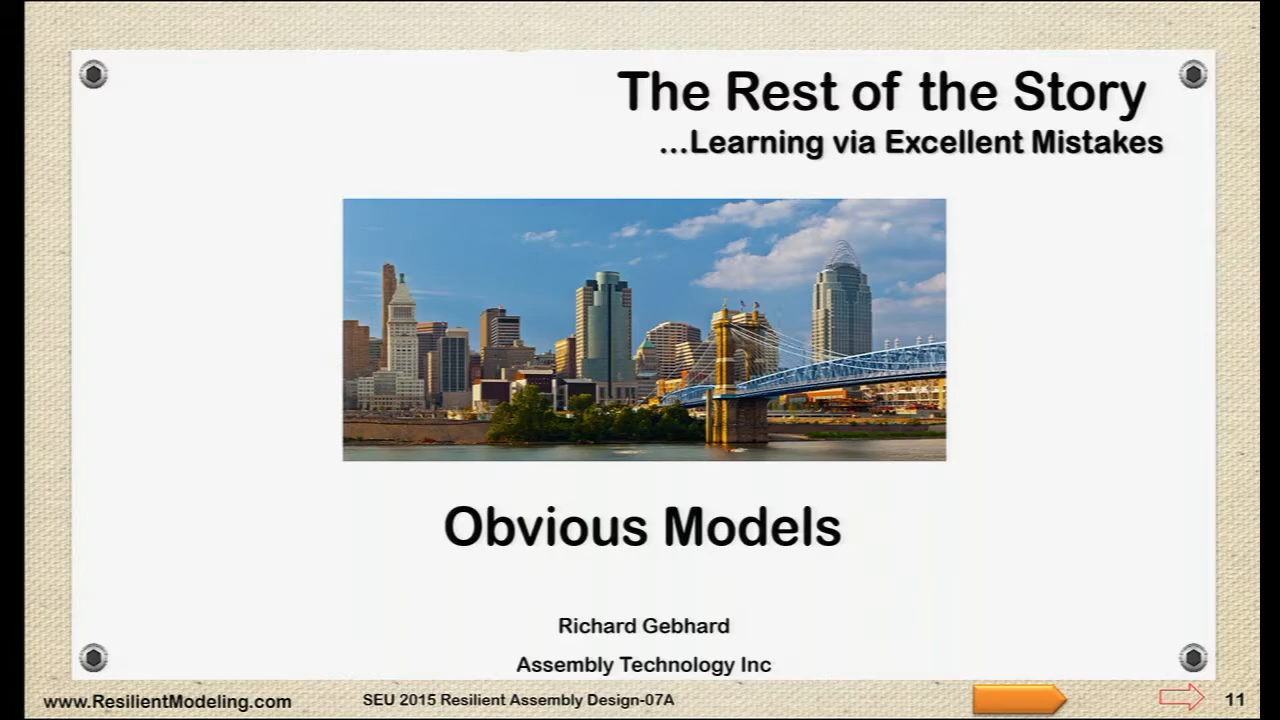 The Rest of the Story
...Learning via Excellent Mistakes
Obvious Models
Richard Gebhard
Assembly Technology Inc
www.ResilientModeling.com
SEU 2015 Resilient Assembly Design-07A
11